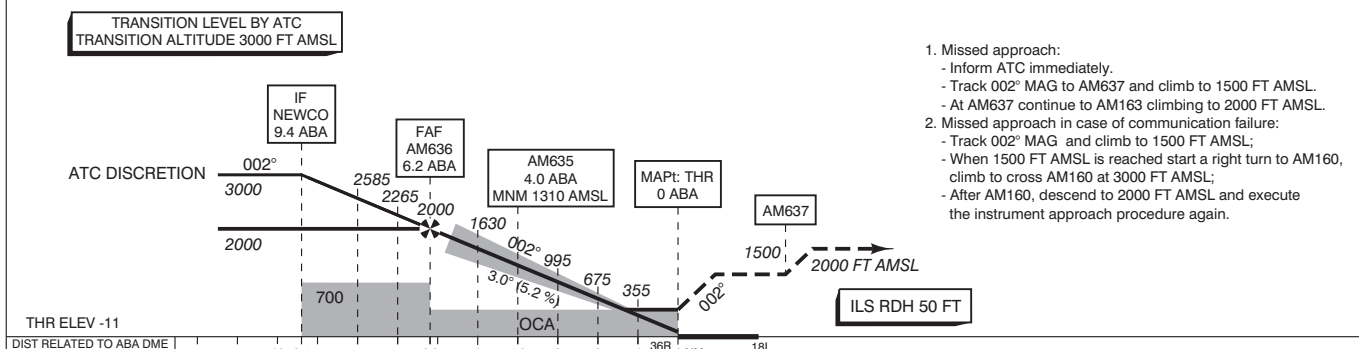 TRANSITION LEVEL BY ATC
TRANSITION ALTITUDE 3000 FT AMSL
1. Missed approach:
- Inform ATC immediately.
- Track 002° MAG to AM637 and climb to 1500 FT AMSL.
- At AM637 continue to AM163 climbing to 2000 FT AMSL.
2. Missed approach in case of communication failure:
- Track 002° MAG and climb to 1500 FT AMSL;
- When 1500 FT AMSL is reached start a right turn to AM160,
climb to cross AM160 at 3000 FT AMSL;
- After AM160, descend to 2000 FT AMSL and execute
the instrument approach procedure again.
IF
NEWCO
9.4 ABA
FAF
AM636
6.2 ABA
AM635
4.0 ABA
MNM 1310 AMSL
MAPt: THR
0 ABA
AM637
ATC DISCRETION
002°
3000
2585
2265
2000
2000
1630
002°
995
675
355
3.0° (5.2 %)
002°
1500
2000 FT AMSL
700
OCA
ILS RDH 50 FT
THR ELEV -11
DIST RELATED TO ABA DME
36R